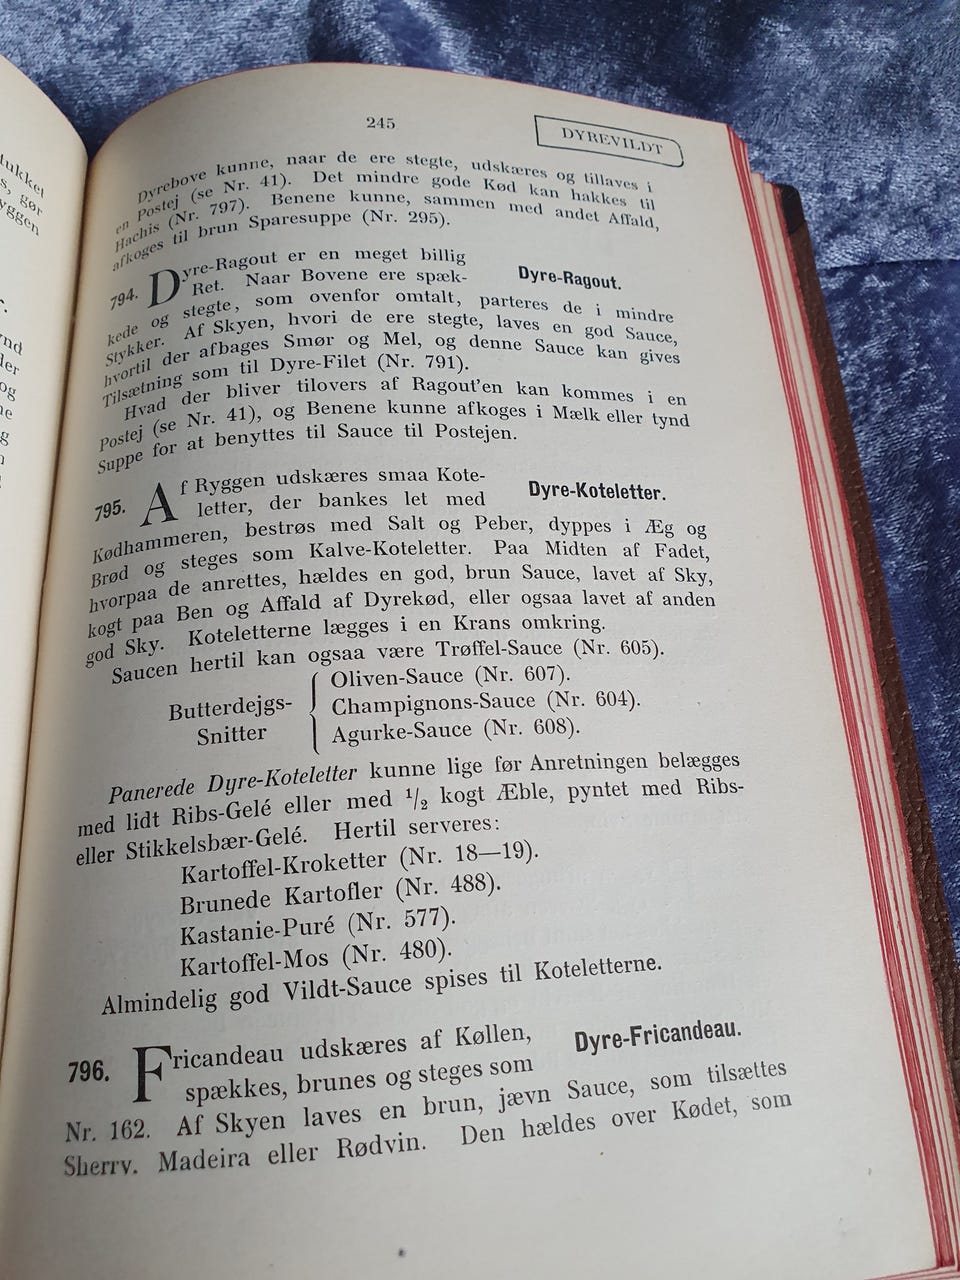 245
DYREVILDT
Dyrebove kunne, naar de ere stegte, udskæres og tillaves i
en Postej (se Nr. 41). Det mindre gode Kød kan hakkes til
Hachis (Nr. 797). Benene kunne, sammen med andet Affald,
afkoges til brun Sparesuppe (Nr. 295).
Dyre-Ragout.
794. Dyre-Ragout er en meget billig
Ret. Naar Bovene ere spæk-
kede og stegte, som ovenfor omtalt, parteres de i mindre
Stykker. Af Skyen, hvori de ere stegte, laves en god Sauce,
hvortil der afbages Smør og Mel, og denne Sauce kan gives
Tilsætning som til Dyre-Filet (Nr. 791).
Hvad der bliver tilovers af Ragout'en kan kommes i en
Postej (se Nr. 41), og Benene kunne afkoges i Mælk eller tynd
Suppe for at benyttes til Sauce til Postejen.
Dyre-Koteletter.
795. Af Ryggen udskæres smaa Kote-
letter, der bankes let med
Kødhammeren, bestrøs med Salt og Peber, dyppes i Æg og
Brød og steges som Kalve-Koteletter. Paa Midten af Fadet,
hvorpaa de anrettes, hældes en god, brun Sauce, lavet af Sky,
kogt paa Ben og Affald af Dyrekød, eller ogsaa lavet af anden
god Sky. Koteletterne lægges i en Krans omkring.
Saucen hertil kan ogsaa være Trøffel-Sauce (Nr. 605).
Butterdejgs-
Snitter
Oliven-Sauce (Nr. 607).
Champignons-Sauce (Nr. 604).
Agurke-Sauce (Nr. 608).
Panerede Dyre-Koteletter kunne lige før Anretningen belægges
med lidt Ribs-Gelé eller med 1/2 kogt Æble, pyntet med Ribs-
eller Stikkelsbær-Gelé. Hertil serveres:
Kartoffel-Kroketter (Nr. 18—19).
Brunede Kartofler (Nr. 488).
Kastanie-Puré (Nr. 577).
Kartoffel-Mos (Nr. 480).
Almindelig god Vildt-Sauce spises til Koteletterne.
Dyre-Fricandeau.
796. Fricandeau udskæres af Køllen,
spækkes, brunes og steges som
Nr. 162. Af Skyen laves en brun, jævn Sauce, som tilsættes
Sherry. Madeira eller Rødvin. Den hældes over Kødet, som